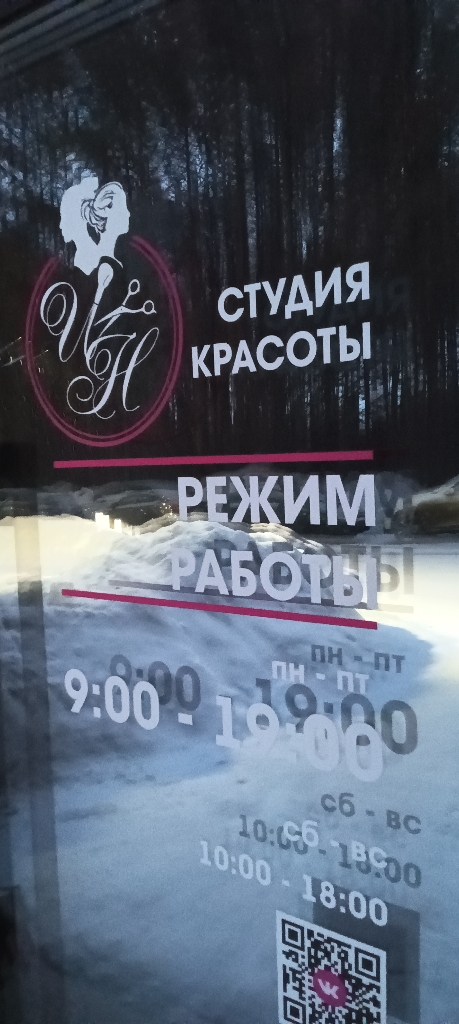 ИН
СТУДИЯ
КРАСОТЫ
РЕЖИМ
РАБОТЫ
пн - пт
9:00 - 19:00
сб - вс
10:00 - 18:00